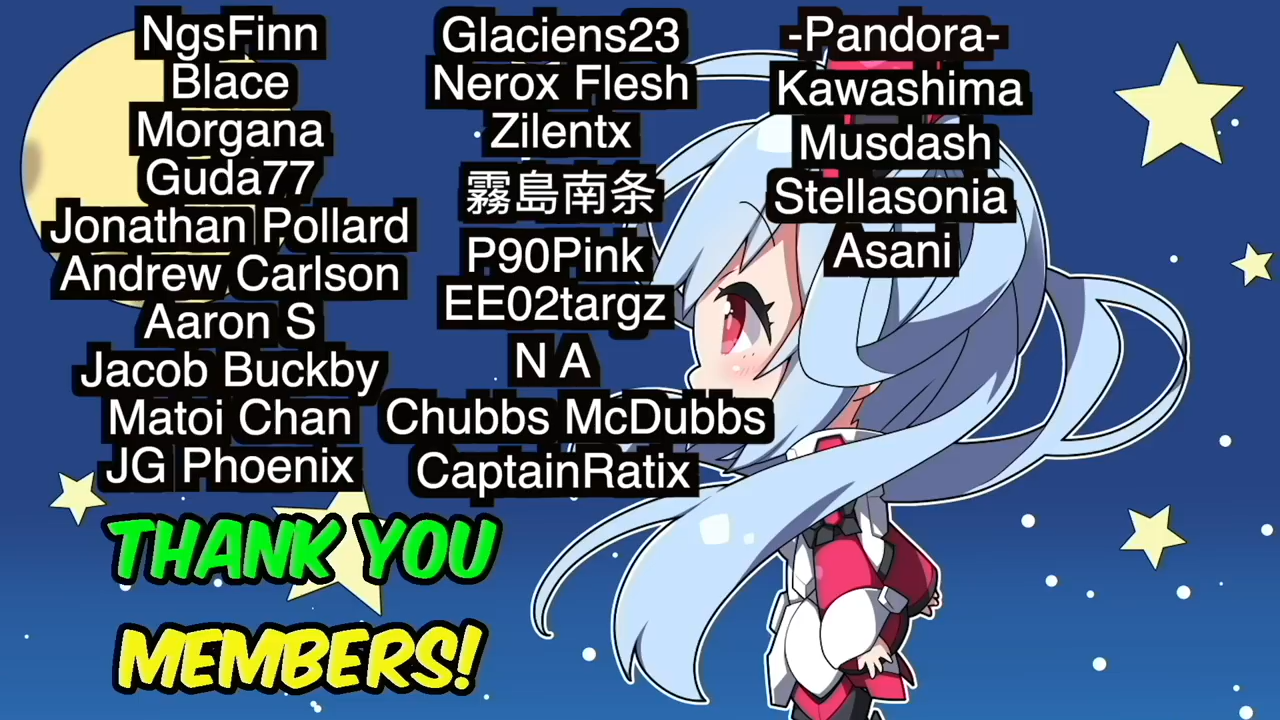 NgsFinn
Blace
Morgana
Guda77
Jonathan Pollard
Andrew Carlson
Aaron S
Jacob Buckby
Matoi Chan
JG Phoenix
Glaciens23
Nerox Flesh
Zilentx
霧島南条
P90Pink
EE02targz
N A
Chubbs McDubbs
CaptainRatix
-Pandora-
Kawashima
Musdash
Stellasonia
Asani
THANK YOU
MEMBERS!